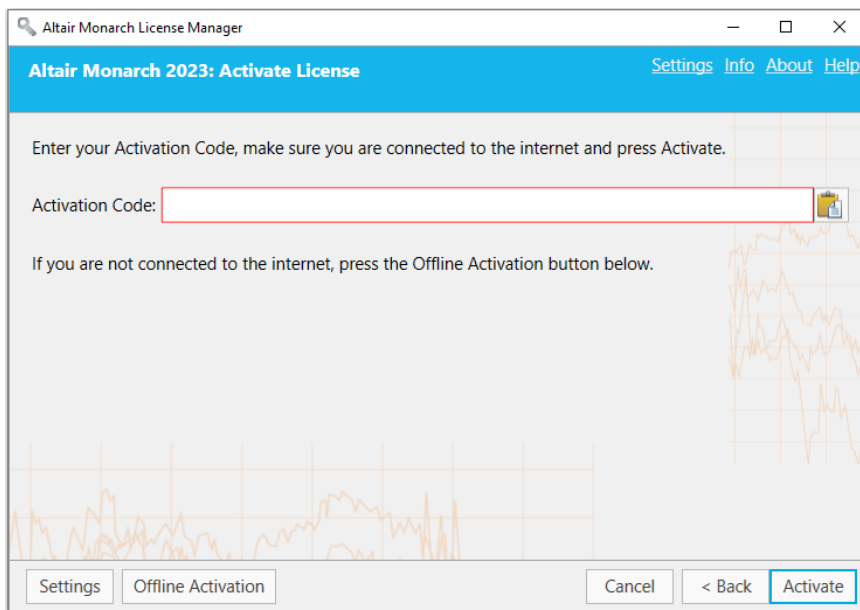 Altair Monarch License Manager
Altair Monarch 2023: Activate License
Settings Info About Help
Enter your Activation Code, make sure you are connected to the internet and press Activate.
Activation Code:
If you are not connected to the internet, press the Offline Activation button below.
Settings Offline Activation Cancel < Back Activate